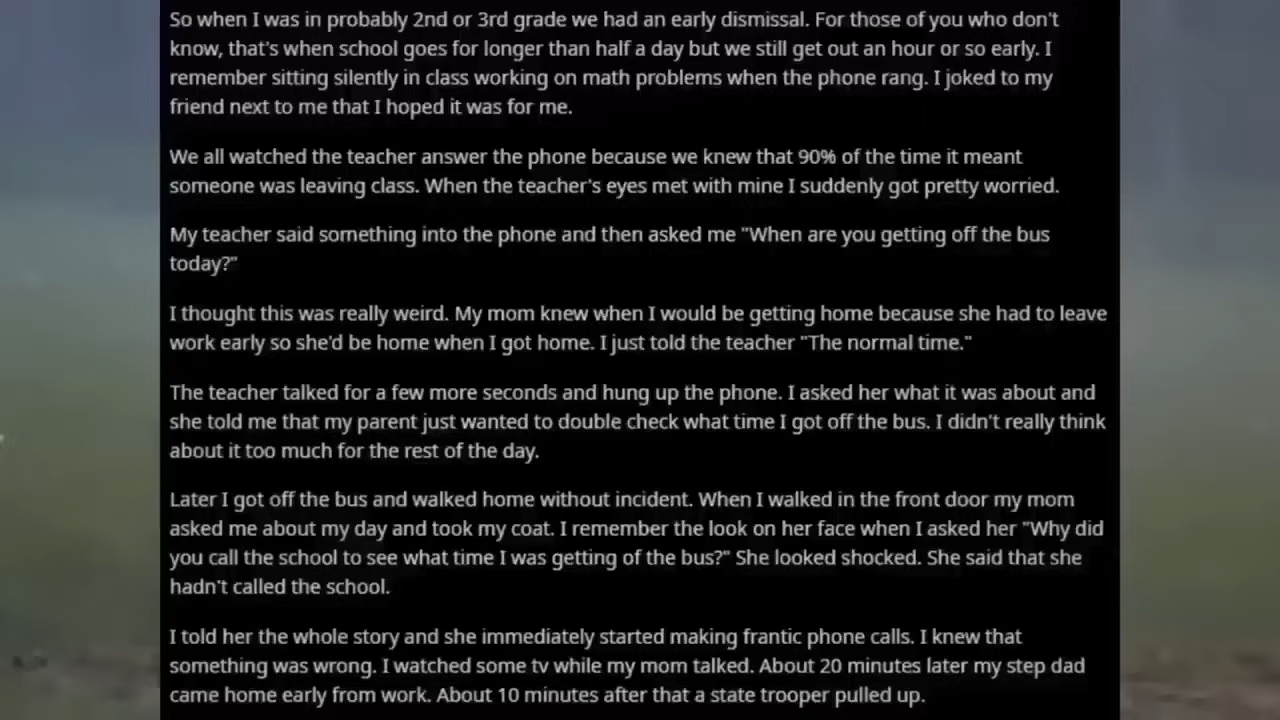 So when I was in probably 2nd or 3rd grade we had an early dismissal. For those of you who don't
know, that's when school goes for longer than half a day but we still get out an hour or so early. I
remember sitting silently in class working on math problems when the phone rang. I joked to my
friend next to me that I hoped it was for me.
We all watched the teacher answer the phone because we knew that 90% of the time it meant
someone was leaving class. When the teacher's eyes met with mine I suddenly got pretty worried.
My teacher said something into the phone and then asked me "When are you getting off the bus
today?"
I thought this was really weird. My mom knew when I would be getting home because she had to leave
work early so she'd be home when I got home. I just told the teacher "The normal time."
The teacher talked for a few more seconds and hung up the phone. I asked her what it was about and
she told me that my parent just wanted to double check what time I got off the bus. I didn't really think
about it too much for the rest of the day.
Later I got off the bus and walked home without incident. When I walked in the front door my mom
asked me about my day and took my coat. I remember the look on her face when I asked her "Why did
you call the school to see what time I was getting of the bus?" She looked shocked. She said that she
hadn't called the school.
I told her the whole story and she immediately started making frantic phone calls. I knew that
something was wrong. I watched some tv while my mom talked. About 20 minutes later my step dad
came home early from work. About 10 minutes after that a state trooper pulled up.